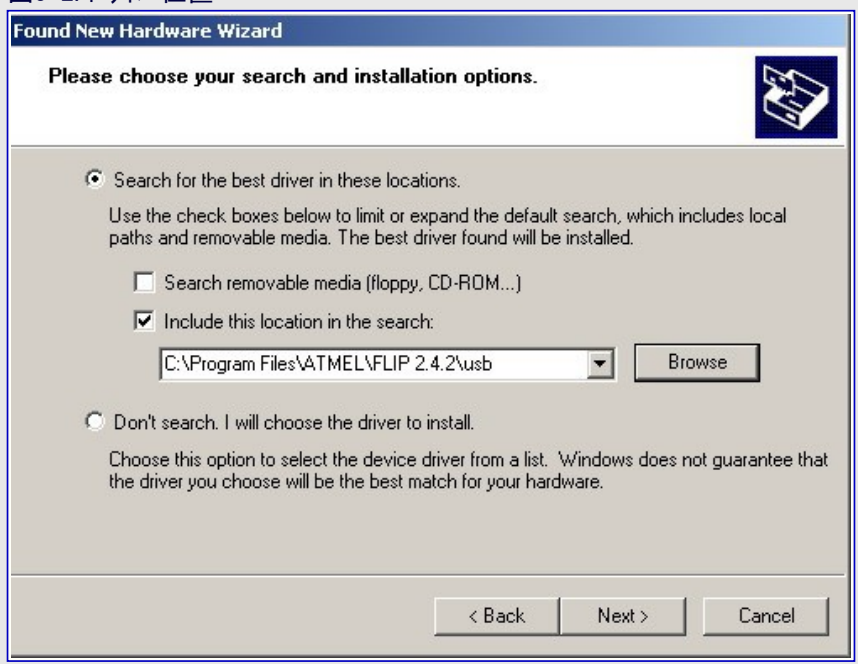 Found New Hardware Wizard
Please choose your search and installation options.
Search for the best driver in these locations.
Use the check boxes below to limit or expand the default search, which includes local
paths and removable media. The best driver found will be installed.
Search removable media (floppy, CD-ROM...)
Include this location in the search:
C:\Program Files\ATMEL\FLIP 2.4.2\usb
Browse
Don't search. I will choose the driver to install.
Choose this option to select the device driver from a list. Windows does not guarantee that
the driver you choose will be the best match for your hardware.
< Back
Next >
Cancel